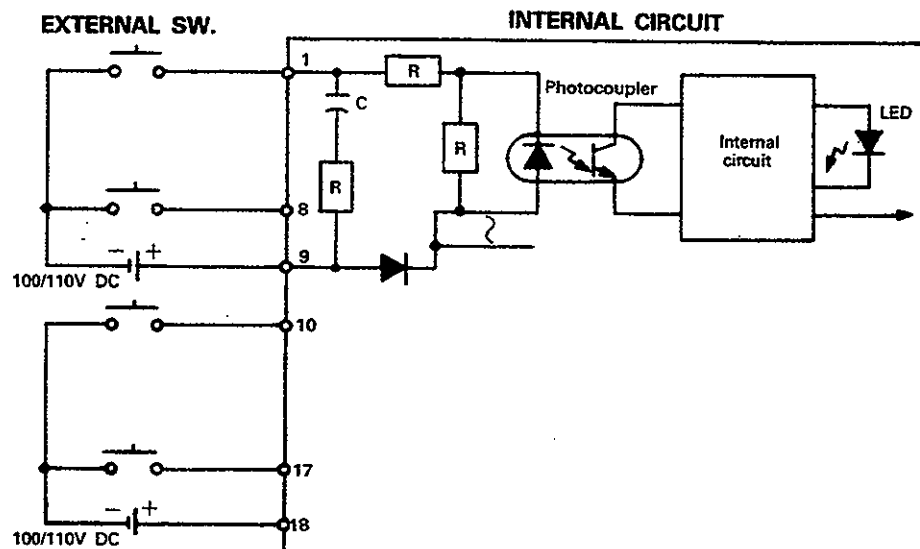 EXTERNAL SW.
INTERNAL CIRCUIT
1
R
Photocoupler
C
R
LED
Internal
circuit
R
8
- +
9
100/110V DC
10
17
- +
18
100/110V DC